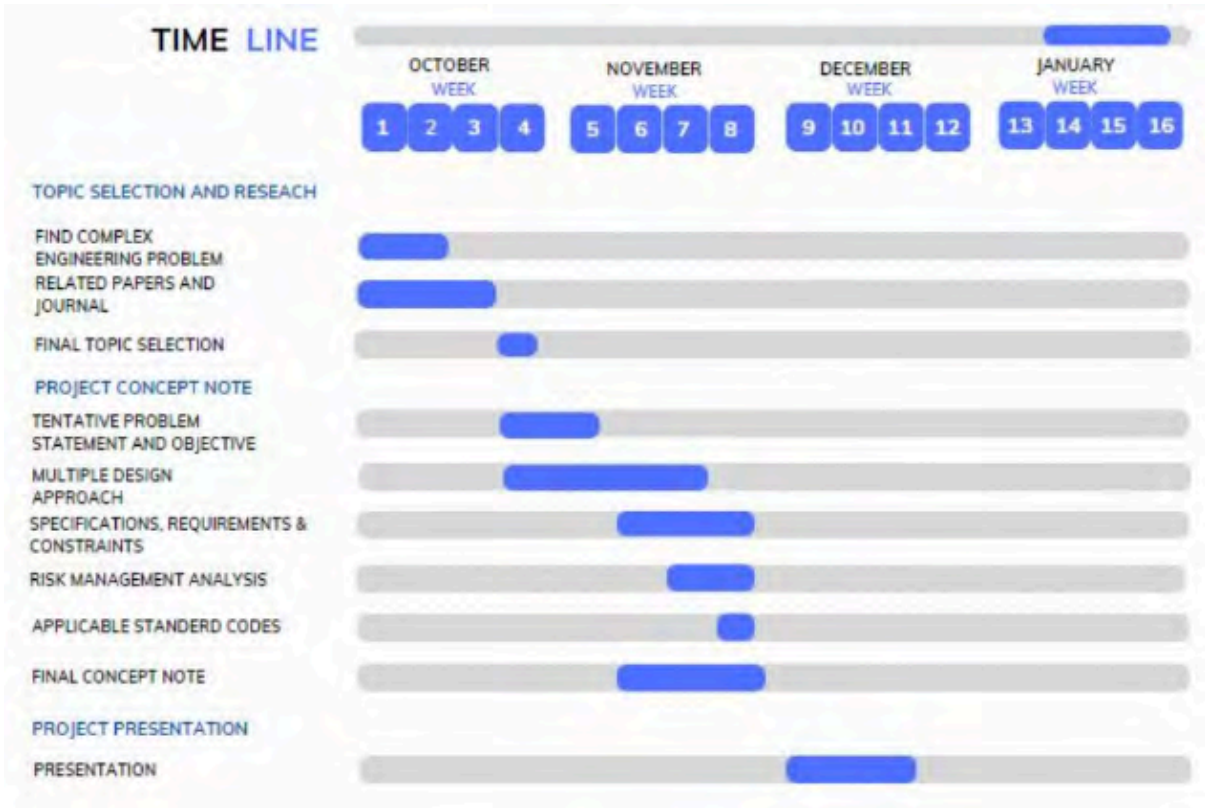 TIME LINE
OCTOBER NOVEMBER DECEMBER JANUARY
WEEK WEEK WEEK WEEK
1 2 3 4 5 6 7 8 9 10 11 12 13 14 15 16
TOPIC SELECTION AND RESEACH
FIND COMPLEX
ENGINEERING PROBLEM
RELATED PAPERS AND
JOURNAL
FINAL TOPIC SELECTION
PROJECT CONCEPT NOTE
TENTATIVE PROBLEM
STATEMENT AND OBJECTIVE
MULTIPLE DESIGN
APPROACH
SPECIFICATIONS, REQUIREMENTS &
CONSTRAINTS
RISK MANAGEMENT ANALYSIS
APPLICABLE STANDERD CODES
FINAL CONCEPT NOTE
PROJECT PRESENTATION
PRESENTATION